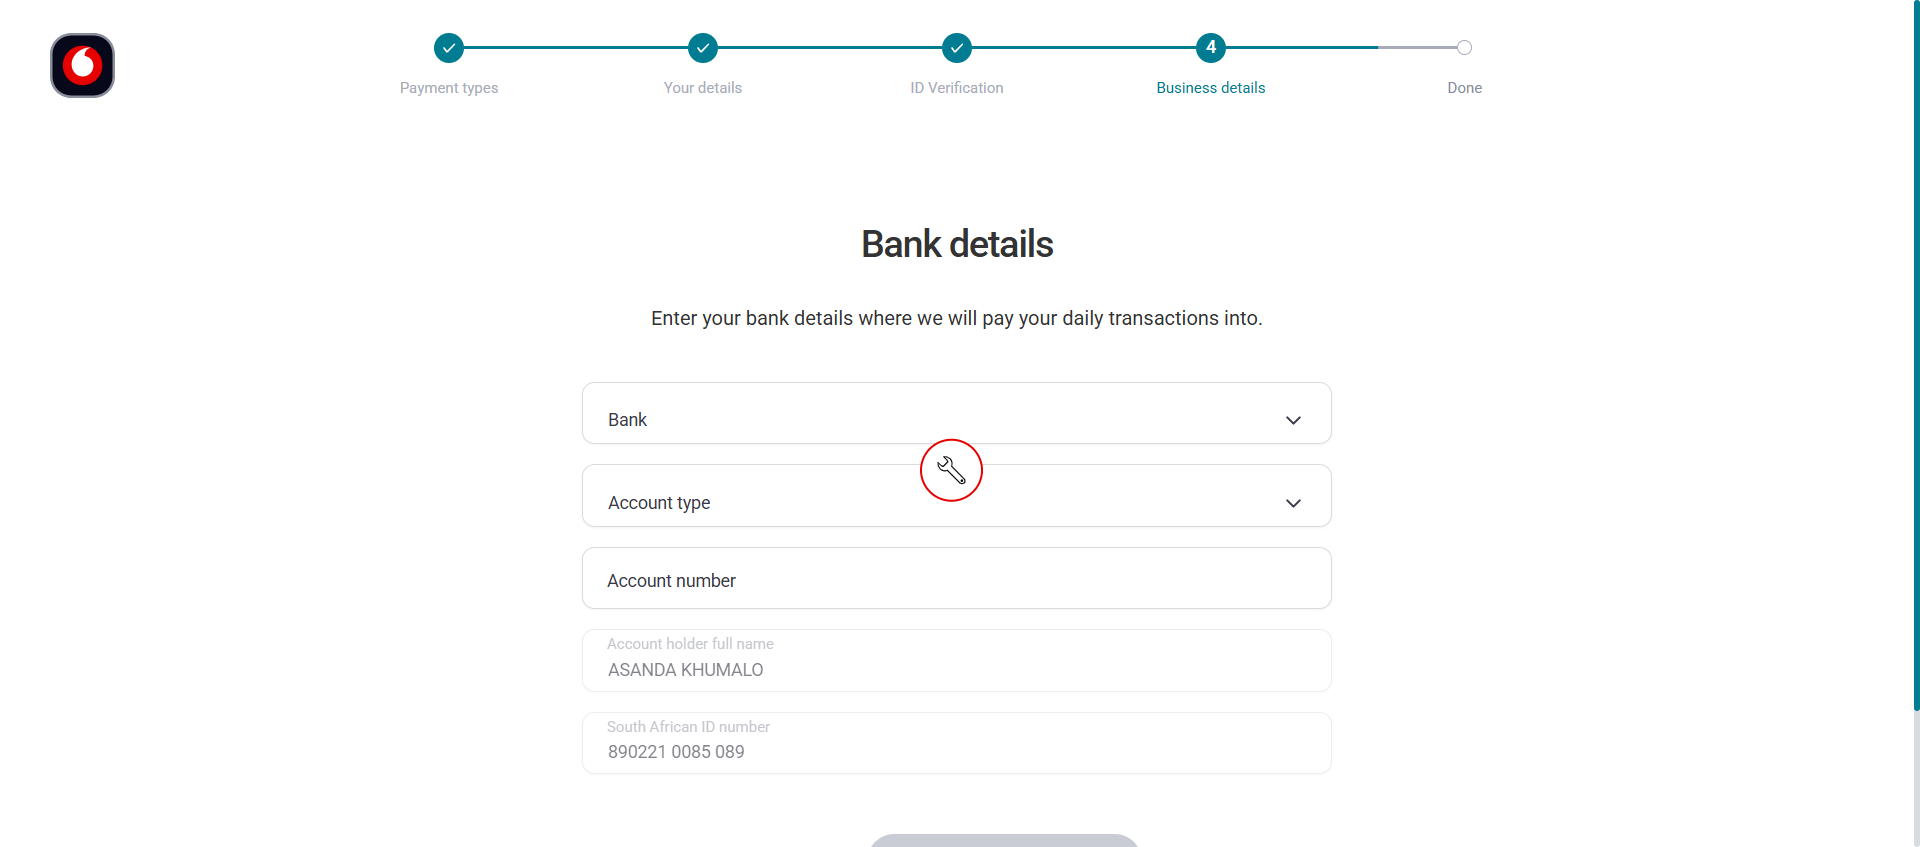 4
Payment types
Your details
ID Verification
Business details
Done
Bank details
Enter your bank details where we will pay your daily transactions into.
Bank
Account type
Account number
Account holder full name
ASANDA KHUMALO
South African ID number
890221 0085 089